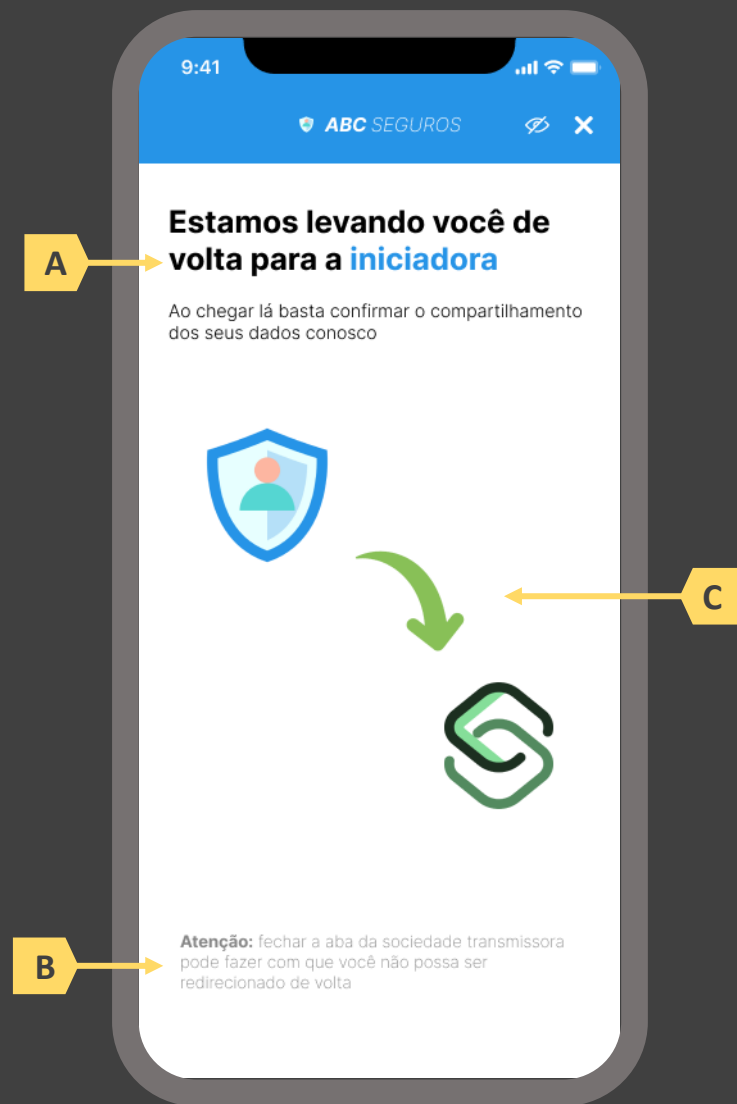 9:41
ABC SEGUROS
Estamos levando você de
A
volta para a iniciadora
Ao chegar lá basta confirmar o compartilhamento
dos seus dados conosco
C
Atenção: fechar a aba da sociedade transmissora
B
pode fazer com que você não possa ser
redirecionado de volta